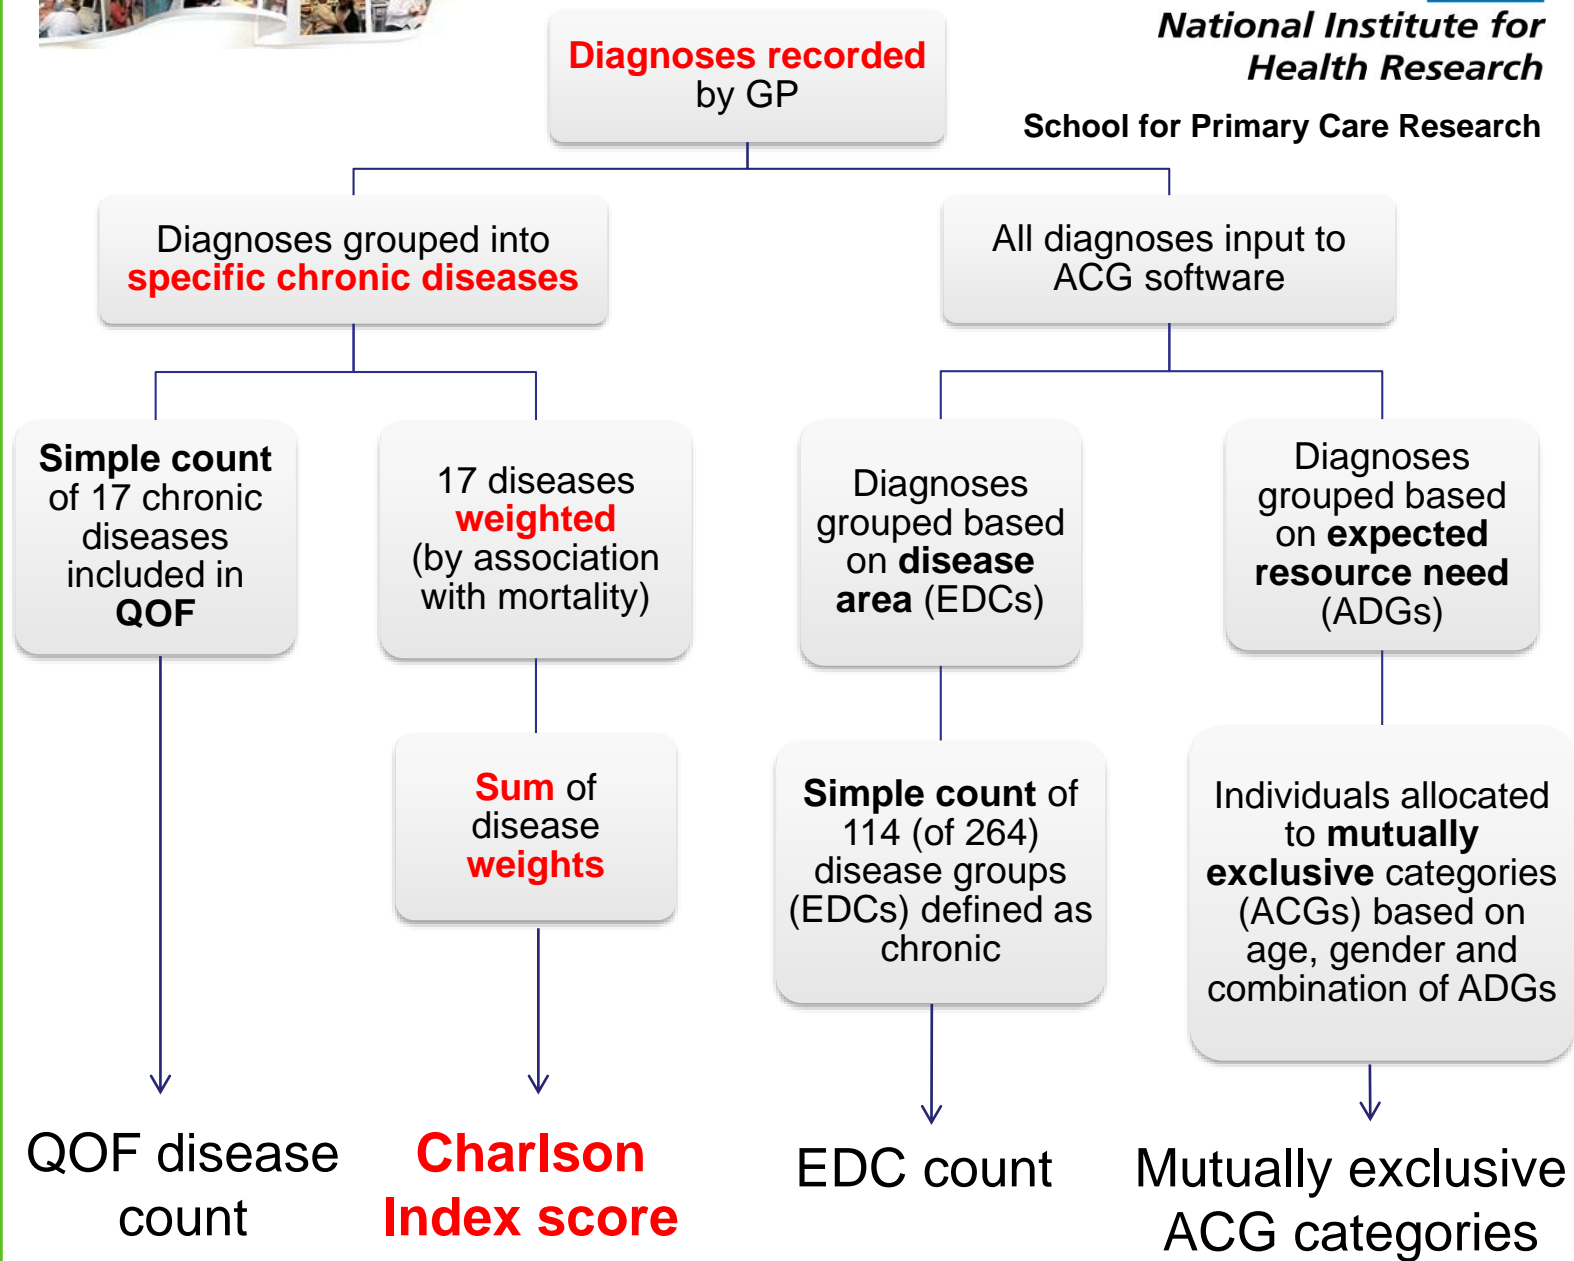 National Institute for
Health Research
School for Primary Care Research
Diagnoses recorded
by GP
Diagnoses grouped into
specific chronic diseases
All diagnoses input to
ACG software
Simple count
of 17 chronic
diseases
included in
QOF
17 diseases
weighted
(by association
with mortality)
Diagnoses
grouped based
on disease
area (EDCs)
Diagnoses
grouped based
on expected
resource need
(ADGs)
Sum of
disease
weights
Simple count of
114 (of 264)
disease groups
(EDCs) defined as
chronic
Individuals allocated
to mutually
exclusive categories
(ACGs) based on
age, gender and
combination of ADGs
QOF disease
count
Charlson
Index score
EDC count
Mutually exclusive
ACG categories